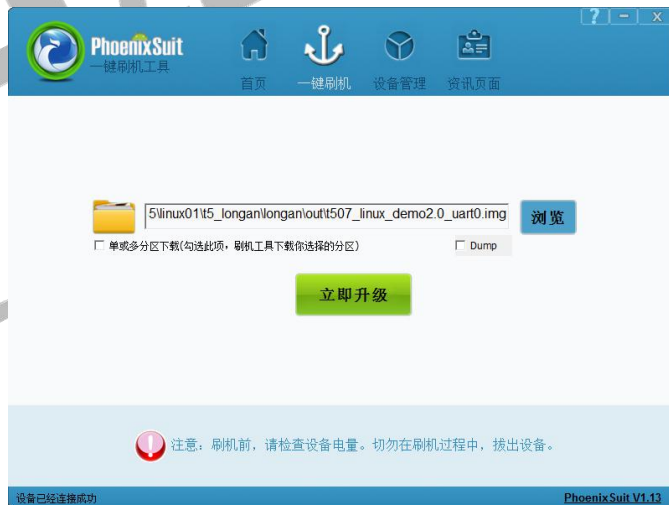 ? - x
PhoenixSuit
一键刷机工具
首页 一键刷机 设备管理 资讯页面
5\linux01\t5_longan\longan\out\t507_linux_demo2.0_uart0.img 浏览
单或多分区下载(勾选此项，刷机工具下载你选择的分区) Dump
立即升级
注意：刷机前，请检查设备电量。切勿在刷机过程中，拔出设备。
设备已经连接成功 PhoenixSuit V1.13